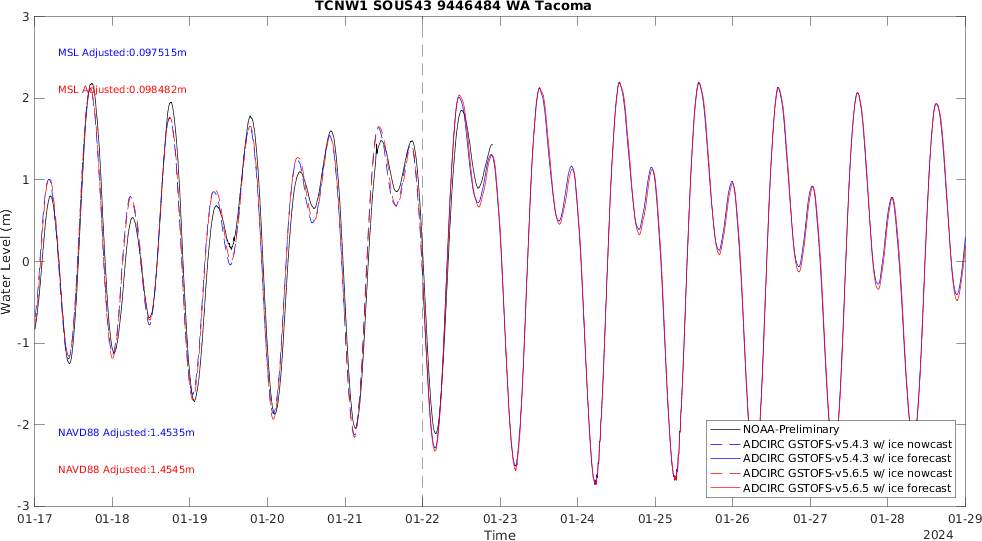 TCNW1 SOUS43 9446484 WA Tacoma
3
2
1
0
-1
-2
-3
Water Level (m)
MSL Adjusted:0.097515m
MSL Adjusted:0.098482m
NAVD88 Adjusted:1.4535m
NAVD88 Adjusted:1.4545m
NOAA-Preliminary
ADCIRC GSTOFS-v5.4.3 w/ ice nowcast
ADCIRC GSTOFS-v5.4.3 w/ ice forecast
ADCIRC GSTOFS-v5.6.5 w/ ice nowcast
ADCIRC GSTOFS-v5.6.5 w/ ice forecast
01-17 01-18 01-19 01-20 01-21 01-22 01-23 01-24 01-25 01-26 01-27 01-28 01-29
Time
2024